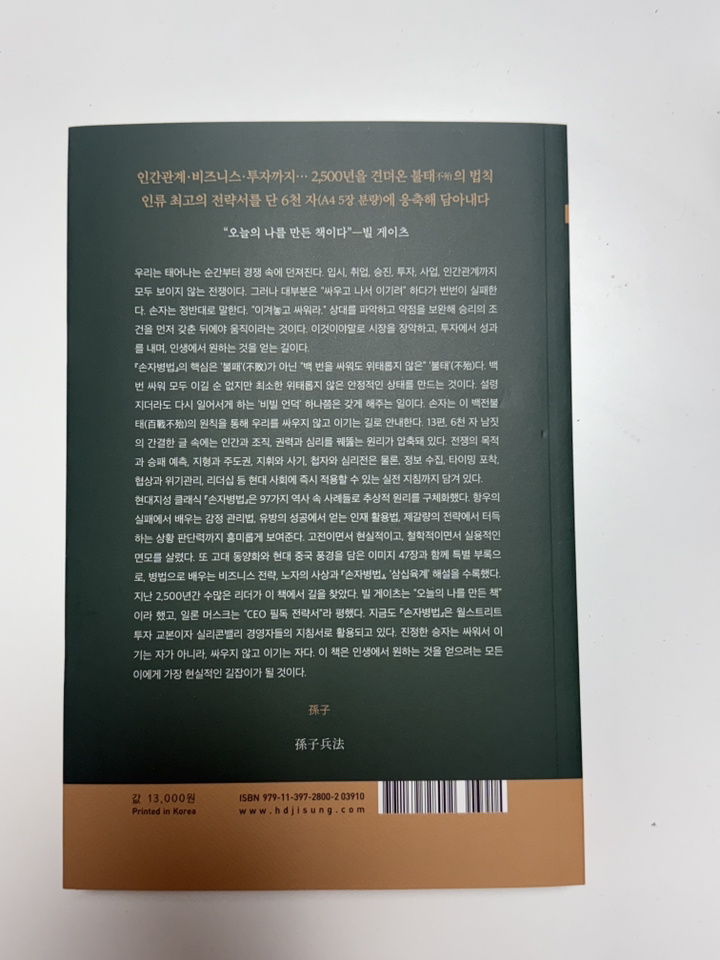 인간관계·비즈니스·투자까지… 2,500년을 견뎌온 불태不殆의 법칙
인류 최고의 전략서를 단 6천 자(A4 5장 분량)에 응축해 담아내다
“오늘의 나를 만든 책이다”—빌 게이츠
우리는 태어나는 순간부터 경쟁 속에 던져진다. 입시, 취업, 승진, 투자, 사업, 인간관계까지
모두 보이지 않는 전쟁이다. 그러나 대부분은 “싸우고 나서 이기려” 하다가 번번이 실패한
다. 손자는 정반대로 말한다. “이겨놓고 싸워라.” 상대를 파악하고 약점을 보완해 승리의 조
건을 먼저 갖춘 뒤에야 움직이라는 것이다. 이것이야말로 시장을 장악하고, 투자에서 성과
를 내며, 인생에서 원하는 것을 얻는 길이다.
『손자병법』의 핵심은 ‘불패’(不敗)가 아닌 “백 번을 싸워도 위태롭지 않은” ‘불태’(不殆)다. 백
번 싸워 모두 이길 순 없지만 최소한 위태롭지 않은 안정적인 상태를 만드는 것이다. 설령
지더라도 다시 일어서게 하는 ‘비빌 언덕’ 하나쯤은 갖게 해주는 일이다. 손자는 이 백전불
태(百戰不殆)의 원칙을 통해 우리를 싸우지 않고 이기는 길로 안내한다. 13편, 6천 자 남짓
의 간결한 글 속에는 인간과 조직, 권력과 심리를 꿰뚫는 원리가 압축돼 있다. 전쟁의 목적
과 승패 예측, 지형과 주도권, 지휘와 사기, 첩자와 심리전은 물론, 정보 수집, 타이밍 포착,
협상과 위기관리, 리더십 등 현대 사회에 즉시 적용할 수 있는 실전 지침까지 담겨 있다.
현대지성 클래식 『손자병법』은 97가지 역사 속 사례들로 추상적 원리를 구체화했다. 항우의
실패에서 배우는 감정 관리법, 유방의 성공에서 얻는 인재 활용법, 제갈량의 전략에서 터득
하는 상황 판단력까지 흥미롭게 보여준다. 고전이면서 현실적이고, 철학적이면서 실용적인
면모를 살렸다. 또 고대 동양화와 현대 중국 풍경을 담은 이미지 47장과 함께 특별 부록으
로, 병법으로 배우는 비즈니스 전략, 노자의 사상과 『손자병법』, ‘삼십육계’ 해설을 수록했다.
지난 2,500년간 수많은 리더가 이 책에서 길을 찾았다. 빌 게이츠는 “오늘의 나를 만든 책”
이라 했고, 일론 머스크는 “CEO 필독 전략서”라 평했다. 지금도 『손자병법』은 월스트리트
투자 교본이자 실리콘밸리 경영자들의 지침서로 활용되고 있다. 진정한 승자는 싸워서 이
기는 자가 아니라, 싸우지 않고 이기는 자다. 이 책은 인생에서 원하는 것을 얻으려는 모든
이에게 가장 현실적인 길잡이가 될 것이다.
孫子
孫子兵法
값 13,000원
Printed in Korea
ISBN 979-11-397-2800-2 03910
www.hdjisung.com